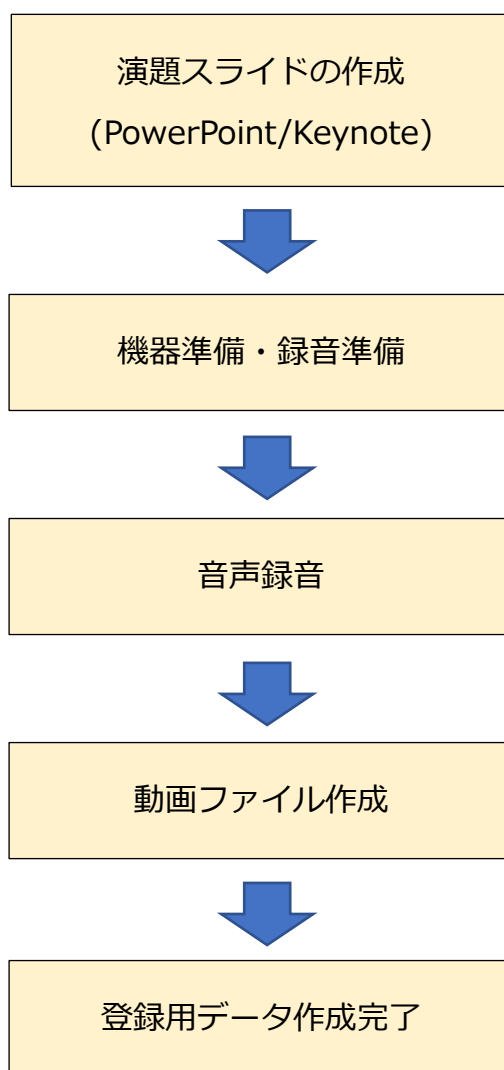 演題スライドの作成
(PowerPoint/Keynote)
機器準備・録音準備
音声録音
動画ファイル作成
登録用データ作成完了